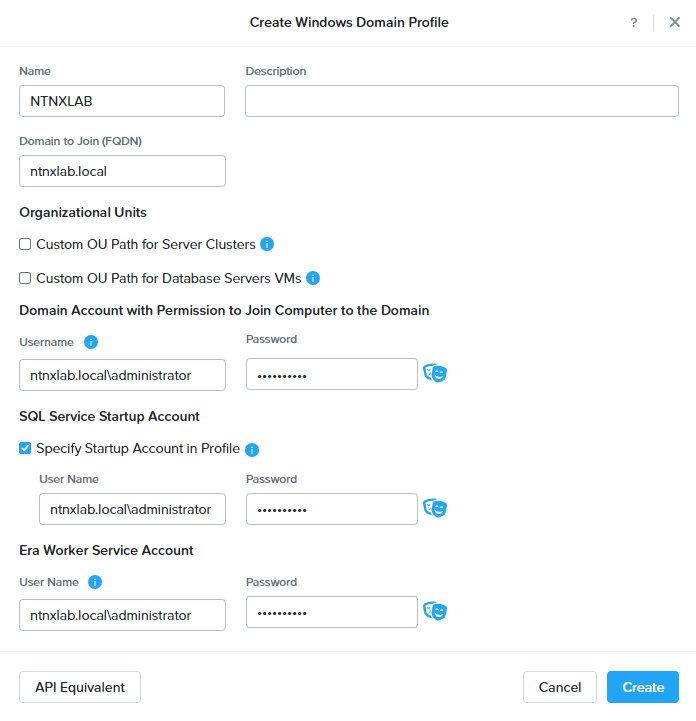 Create Windows Domain Profile
?
Name Description
NTNXLAB
Domain to Join (FQDN)
ntnxlab.local
Organizational Units
Custom OU Path for Server Clusters
Custom OU Path for Database Servers VMs
Domain Account with Permission to Join Computer to the Domain
Username Password
ntnxlab.local\administrator ••••••••••
SQL Service Startup Account
Specify Startup Account in Profile
User Name Password
ntnxlab.local\administrator ••••••••••
Era Worker Service Account
User Name Password
ntnxlab.local\administrator ••••••••••
API Equivalent Cancel Create